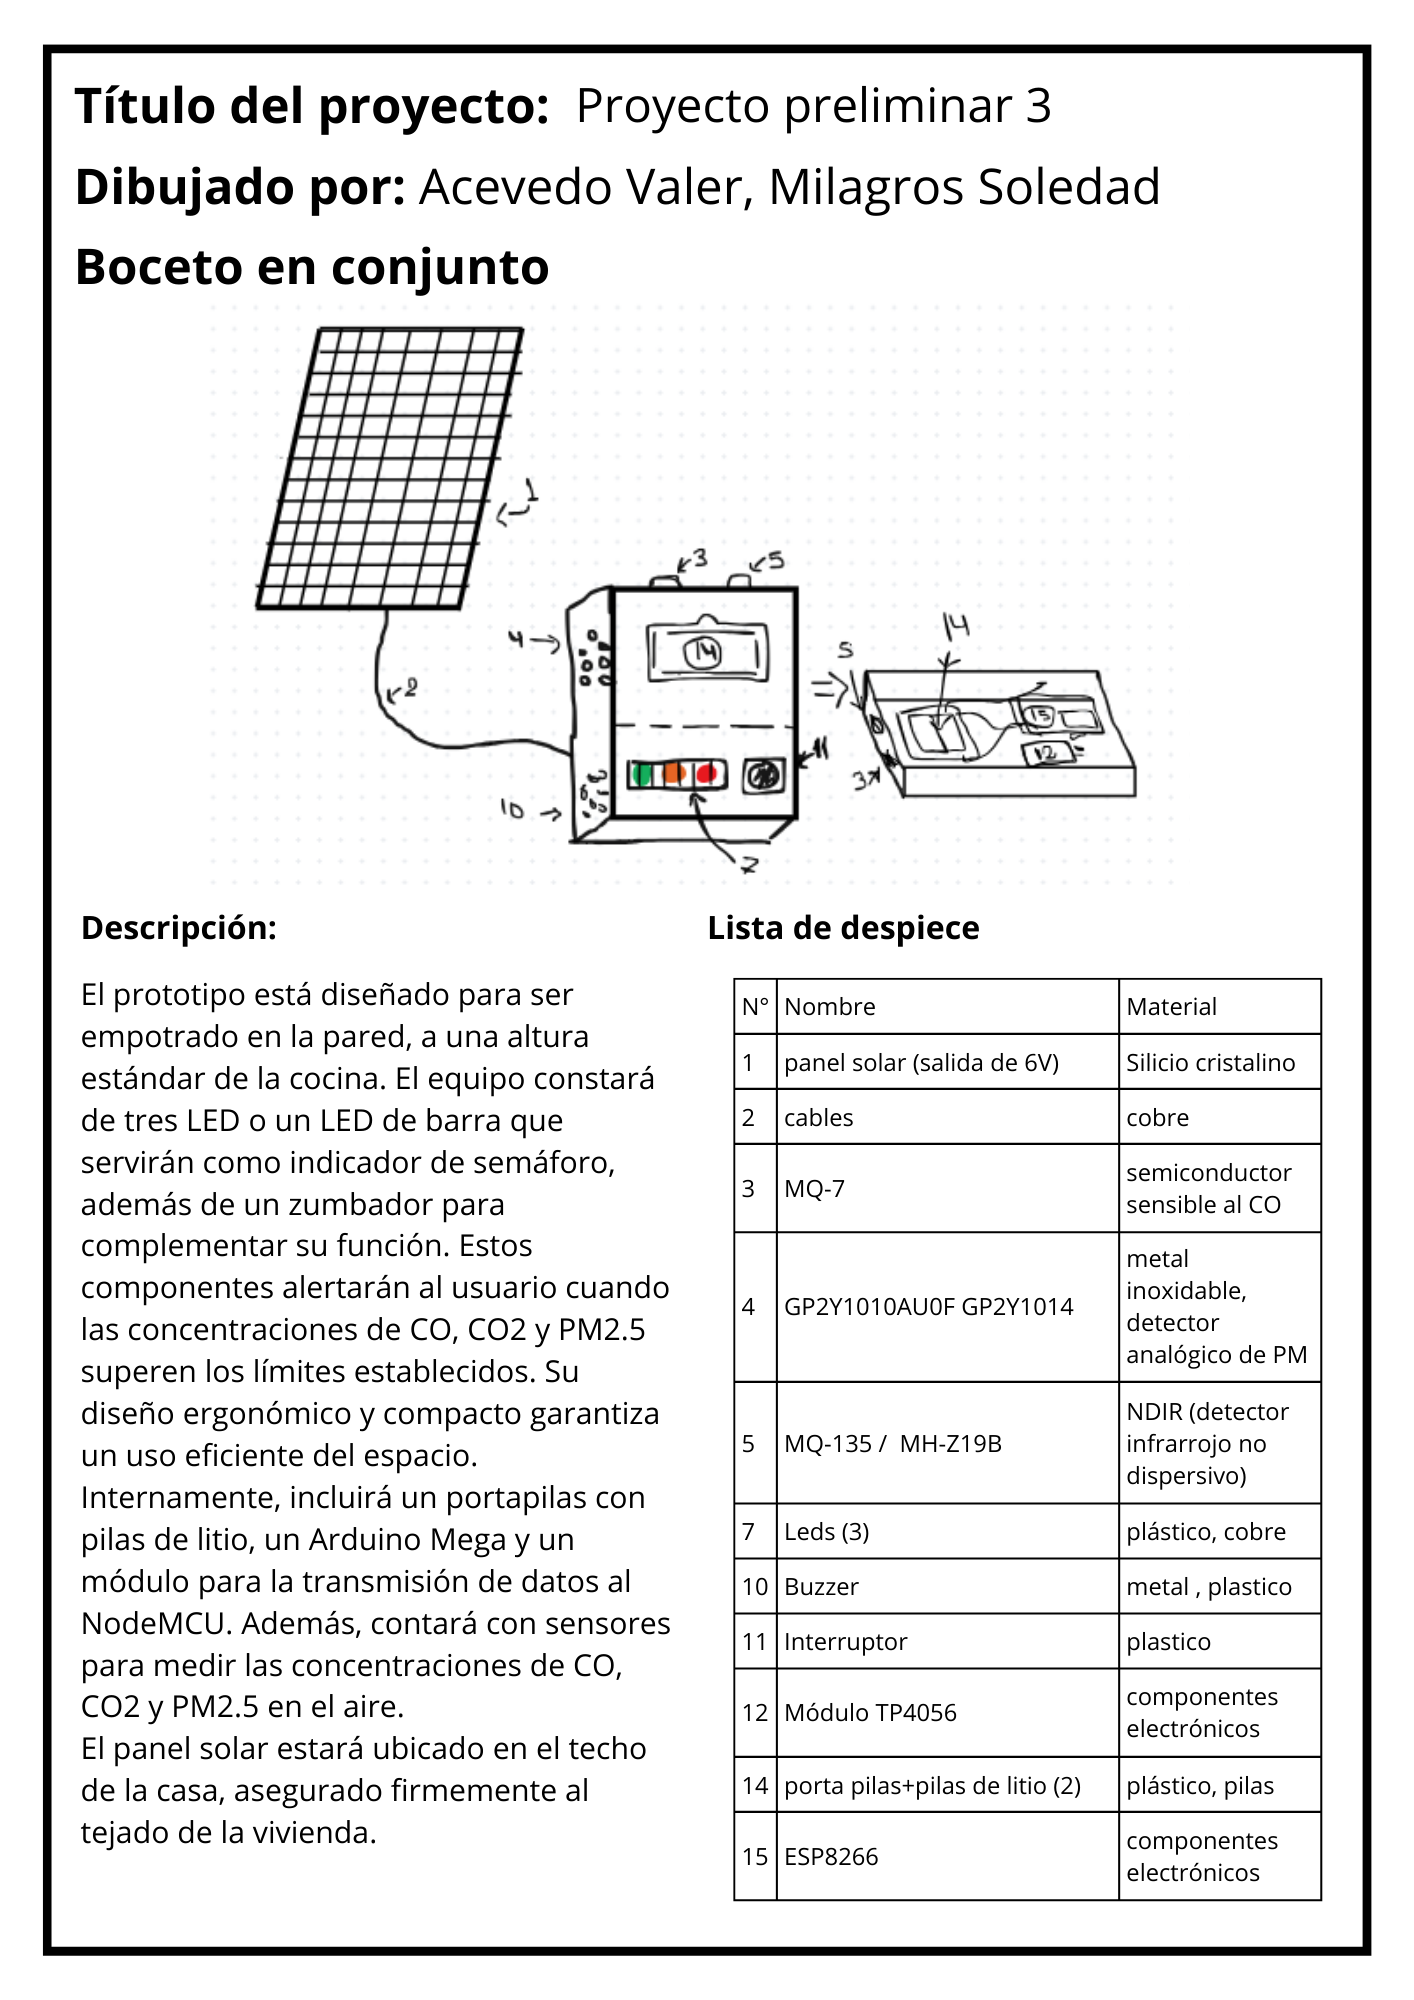 Título del proyecto: Proyecto preliminar 3
Dibujado por: Acevedo Valer, Milagros Soledad
Boceto en conjunto
1
3
5
14
4
14
5
2
15
12
11
3
10
7
Descripción:
El prototipo está diseñado para ser
empotrado en la pared, a una altura
estándar de la cocina. El equipo constará
de tres LED o un LED de barra que
servirán como indicador de semáforo,
además de un zumbador para
complementar su función. Estos
componentes alertarán al usuario cuando
las concentraciones de CO, CO2 y PM2.5
superen los límites establecidos. Su
diseño ergonómico y compacto garantiza
un uso eficiente del espacio.
Internamente, incluirá un portapilas con
pilas de litio, un Arduino Mega y un
módulo para la transmisión de datos al
NodeMCU. Además, contará con sensores
para medir las concentraciones de CO,
CO2 y PM2.5 en el aire.
El panel solar estará ubicado en el techo
de la casa, asegurado firmemente al
tejado de la vivienda.
Lista de despiece
N° Nombre Material
1 panel solar (salida de 6V) Silicio cristalino
2 cables cobre
3 MQ-7 semiconductor
sensible al CO
4 GP2Y1010AU0F GP2Y1014 metal
inoxidable,
detector
analógico de PM
5 MQ-135 / MH-Z19B NDIR (detector
infrarrojo no
dispersivo)
7 Leds (3) plástico, cobre
10 Buzzer metal , plastico
11 Interruptor plastico
12 Módulo TP4056 componentes
electrónicos
14 porta pilas+pilas de litio (2) plástico, pilas
15 ESP8266 componentes
electrónicos